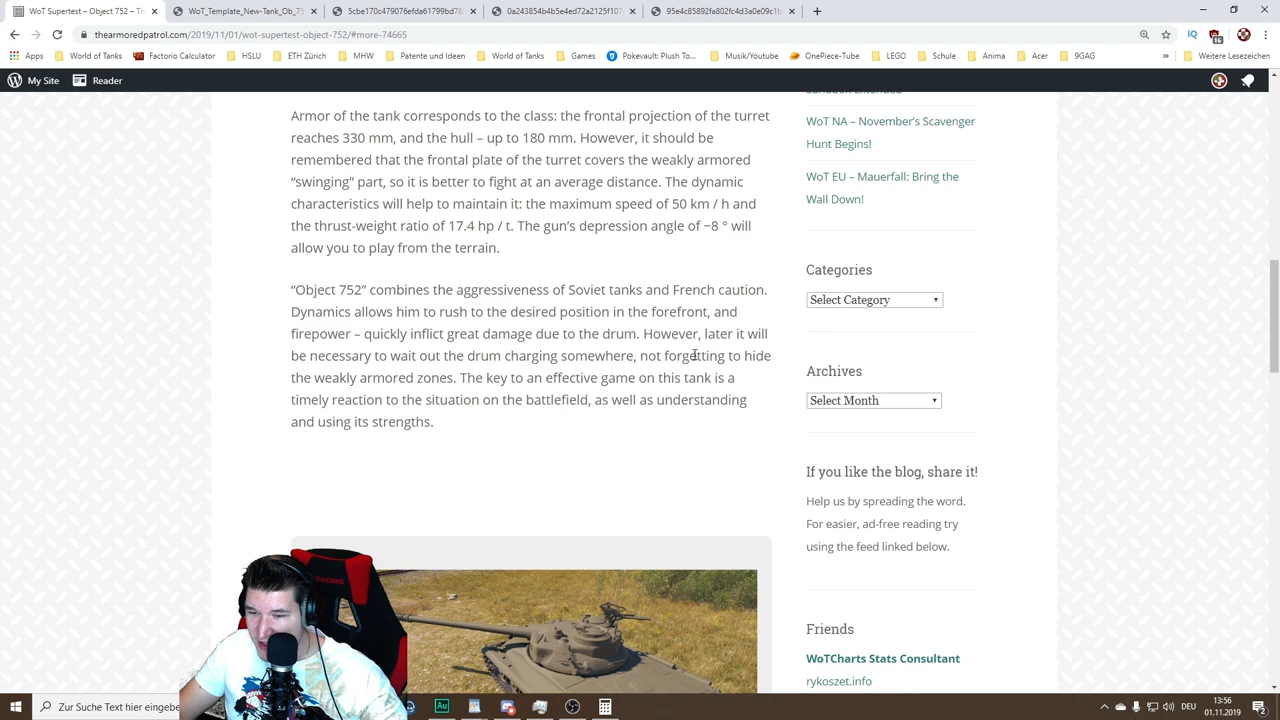 WoT Supertest – Object 752 – Th
WoT_Template_New-Tank_Ob_75
5cbe170c479076efda61799bd78
0a243854b4b5e4ed72a2125f107
95e4c85892fa802fc4d3a0e09c1b
thearmoredpatrol.com/2019/11/01/wot-supertest-object-752/#more-74665
Apps World of Tanks Factorio Calculator HSLU ETH Zürich MHW Patente und Ideen World of Tanks Games Pokevault: Plush To... Musik/Youtube OnePiece-Tube LEGO Schule Anima Acer 9GAG » Weitere Lesezeichen
My Site Reader
Armor of the tank corresponds to the class: the frontal projection of the turret
reaches 330 mm, and the hull – up to 180 mm. However, it should be
remembered that the frontal plate of the turret covers the weakly armored
“swinging” part, so it is better to fight at an average distance. The dynamic
characteristics will help to maintain it: the maximum speed of 50 km / h and
the thrust-weight ratio of 17.4 hp / t. The gun’s depression angle of −8 ° will
allow you to play from the terrain.
“Object 752” combines the aggressiveness of Soviet tanks and French caution.
Dynamics allows him to rush to the desired position in the forefront, and
firepower – quickly inflict great damage due to the drum. However, later it will
be necessary to wait out the drum charging somewhere, not forgetting to hide
the weakly armored zones. The key to an effective game on this tank is a
timely reaction to the situation on the battlefield, as well as understanding
and using its strengths.
WoT NA – November’s Scavenger
Hunt Begins!
WoT EU – Mauerfall: Bring the
Wall Down!
Categories
Select Category
Archives
Select Month
If you like the blog, share it!
Help us by spreading the word.
For easier, ad-free reading try
using the feed linked below.
Friends
WoTCharts Stats Consultant
rykoszet.info
RACING
Zur Suche Text hier eingebe
Au
DEU
13:56
01.11.2019